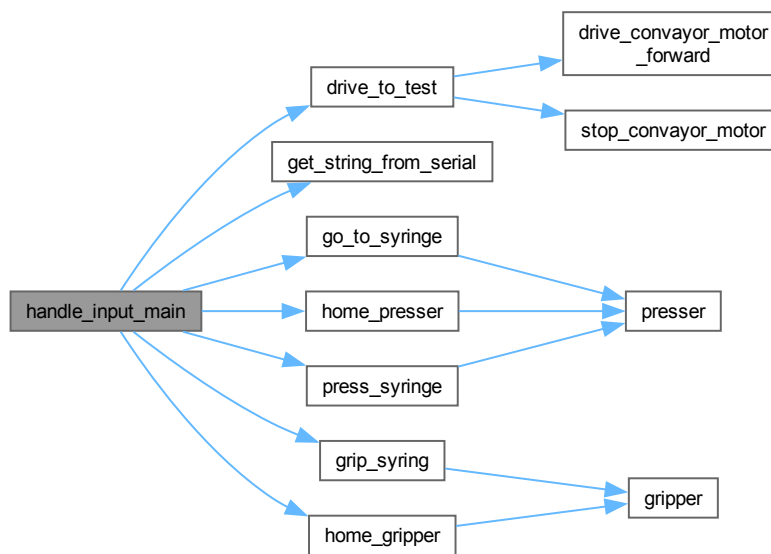 drive_convayor_motor
_forward
drive_to_test
stop_convayor_motor
get_string_from_serial
go_to_syringe
handle_input_main
home_presser
presser
press_syringe
grip_syring
gripper
home_gripper